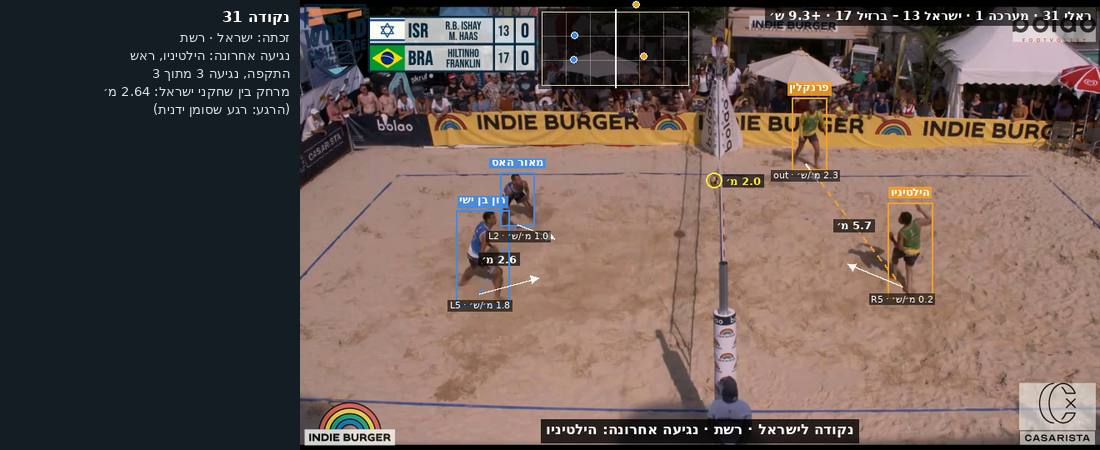 נקודה 31
זכתה: ישראל · רשת
נגיעה אחרונה: הילטיניו, ראש
התקפה, נגיעה 3 מתוך 3
מרחק בין שחקני ישראל: 2.64 מ׳
(הרגע: רגע שסומן ידנית)
ראלי 31 · מערכה 1 · ישראל 13 – ברזיל 17 · +9.3 ש׳
ISR R.B. ISHAY M. HAAS 13 0
BRA HILTINHO FRANKLIN 17 0
INDIE BURGER
bolao
FOOTVOLLEY
CASARISTA
bolao
INDIE BURGER
bolao
פרנקלין
out · 2.3 מ׳/ש׳
2.0 מ׳
מאור האס
L2 · 1.0 מ׳/ש׳
רון בן ישי
2.6 מ׳
L5 · 1.8 מ׳/ש׳
הילטיניו
5.7 מ׳
R5 · 0.2 מ׳/ש׳
נקודה לישראל · רשת · נגיעה אחרונה: הילטיניו
INDIE BURGER
CASARISTA